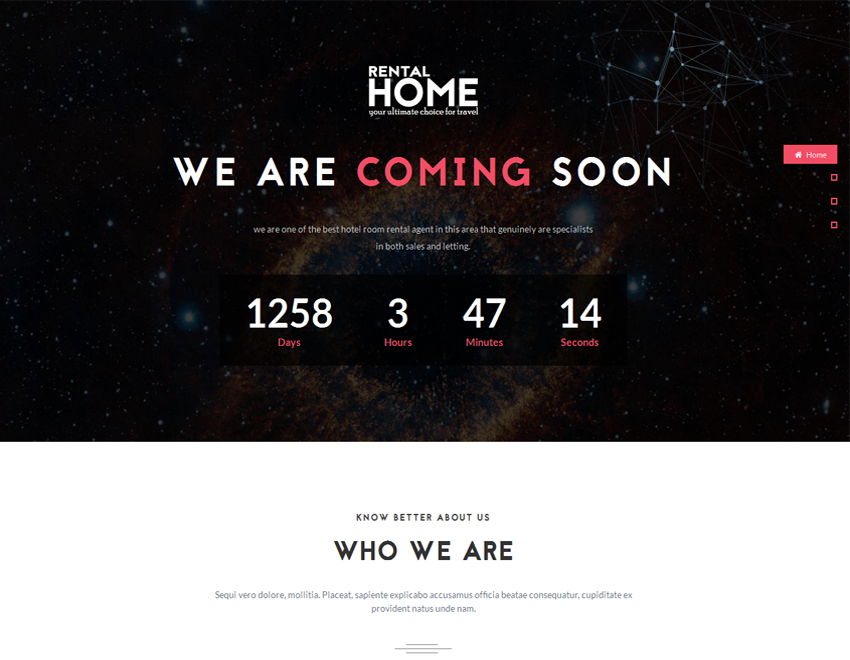 RENTAL
HOME
your ultimate choice for travel
WE ARE COMING SOON
Home
we are one of the best hotel room rental agent in this area that genuinely are specialists
in both sales and letting.
1258 3 47 14
Days Hours Minutes Seconds
KNOW BETTER ABOUT US
WHO WE ARE
Sequi vero dolore, mollitia. Placeat, sapiente explicabo accusamus officia beatae consequatur, cupiditate ex
provident natus unde nam.